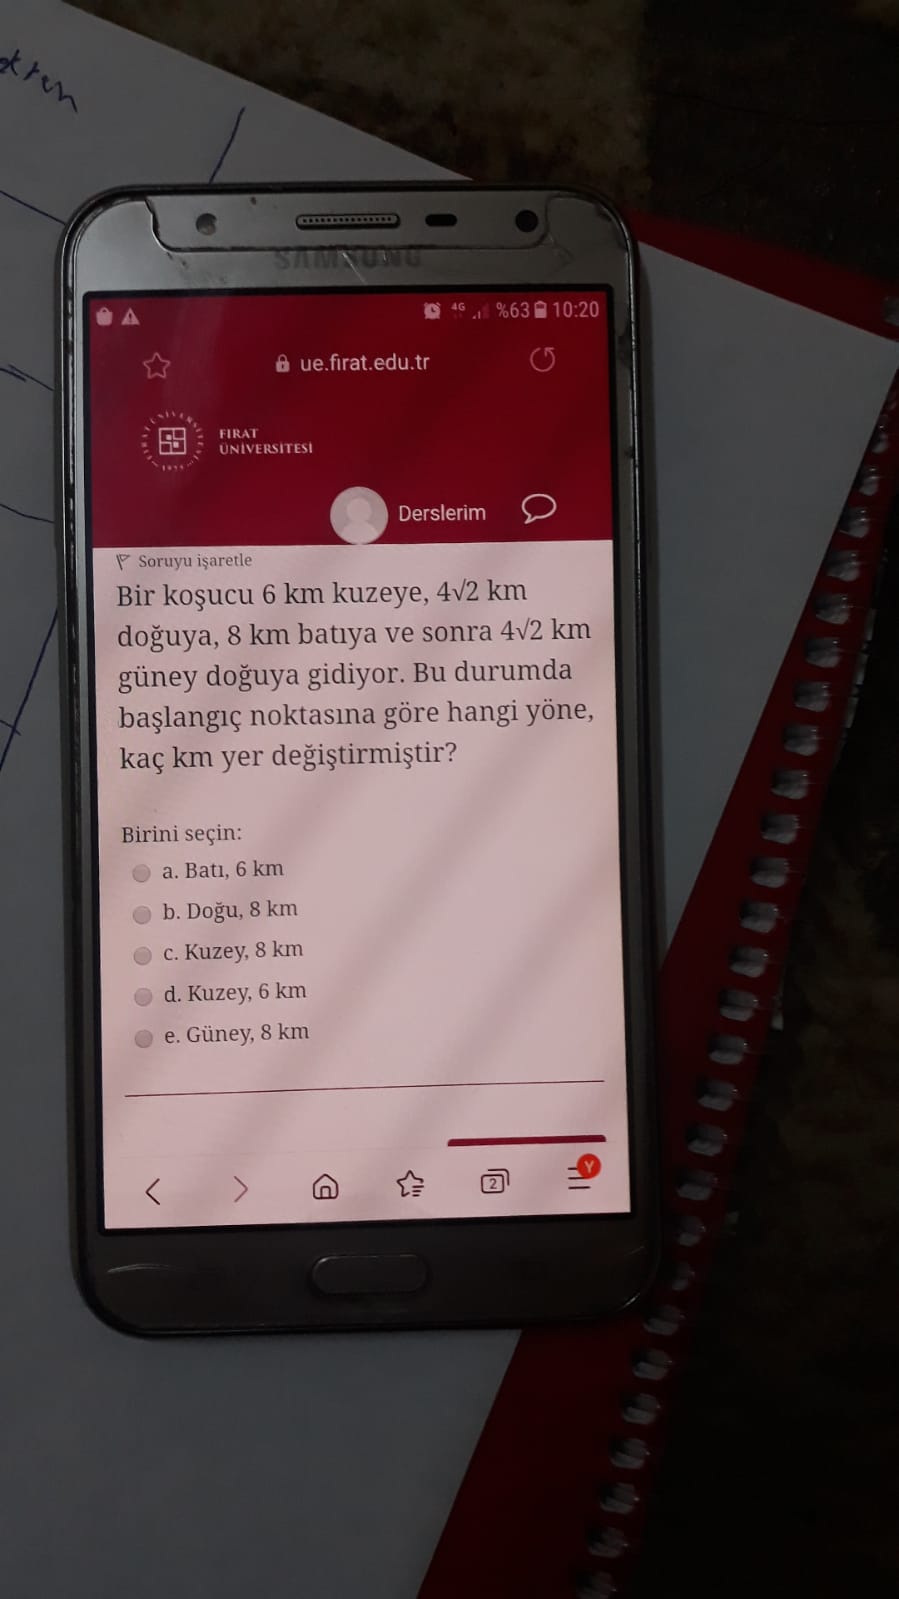 SAMSUNG
4G %63 10:20
ue.firat.edu.tr
FIRAT
ÜNİVERSİTESİ
Derslerim
Soruyu işaretle
Bir koşucu 6 km kuzeye, 4√2 km
doğuya, 8 km batıya ve sonra 4√2 km
güney doğuya gidiyor. Bu durumda
başlangıç noktasına göre hangi yöne,
kaç km yer değiştirmiştir?
Birini seçin:
a. Batı, 6 km
b. Doğu, 8 km
c. Kuzey, 8 km
d. Kuzey, 6 km
e. Güney, 8 km
2
Y